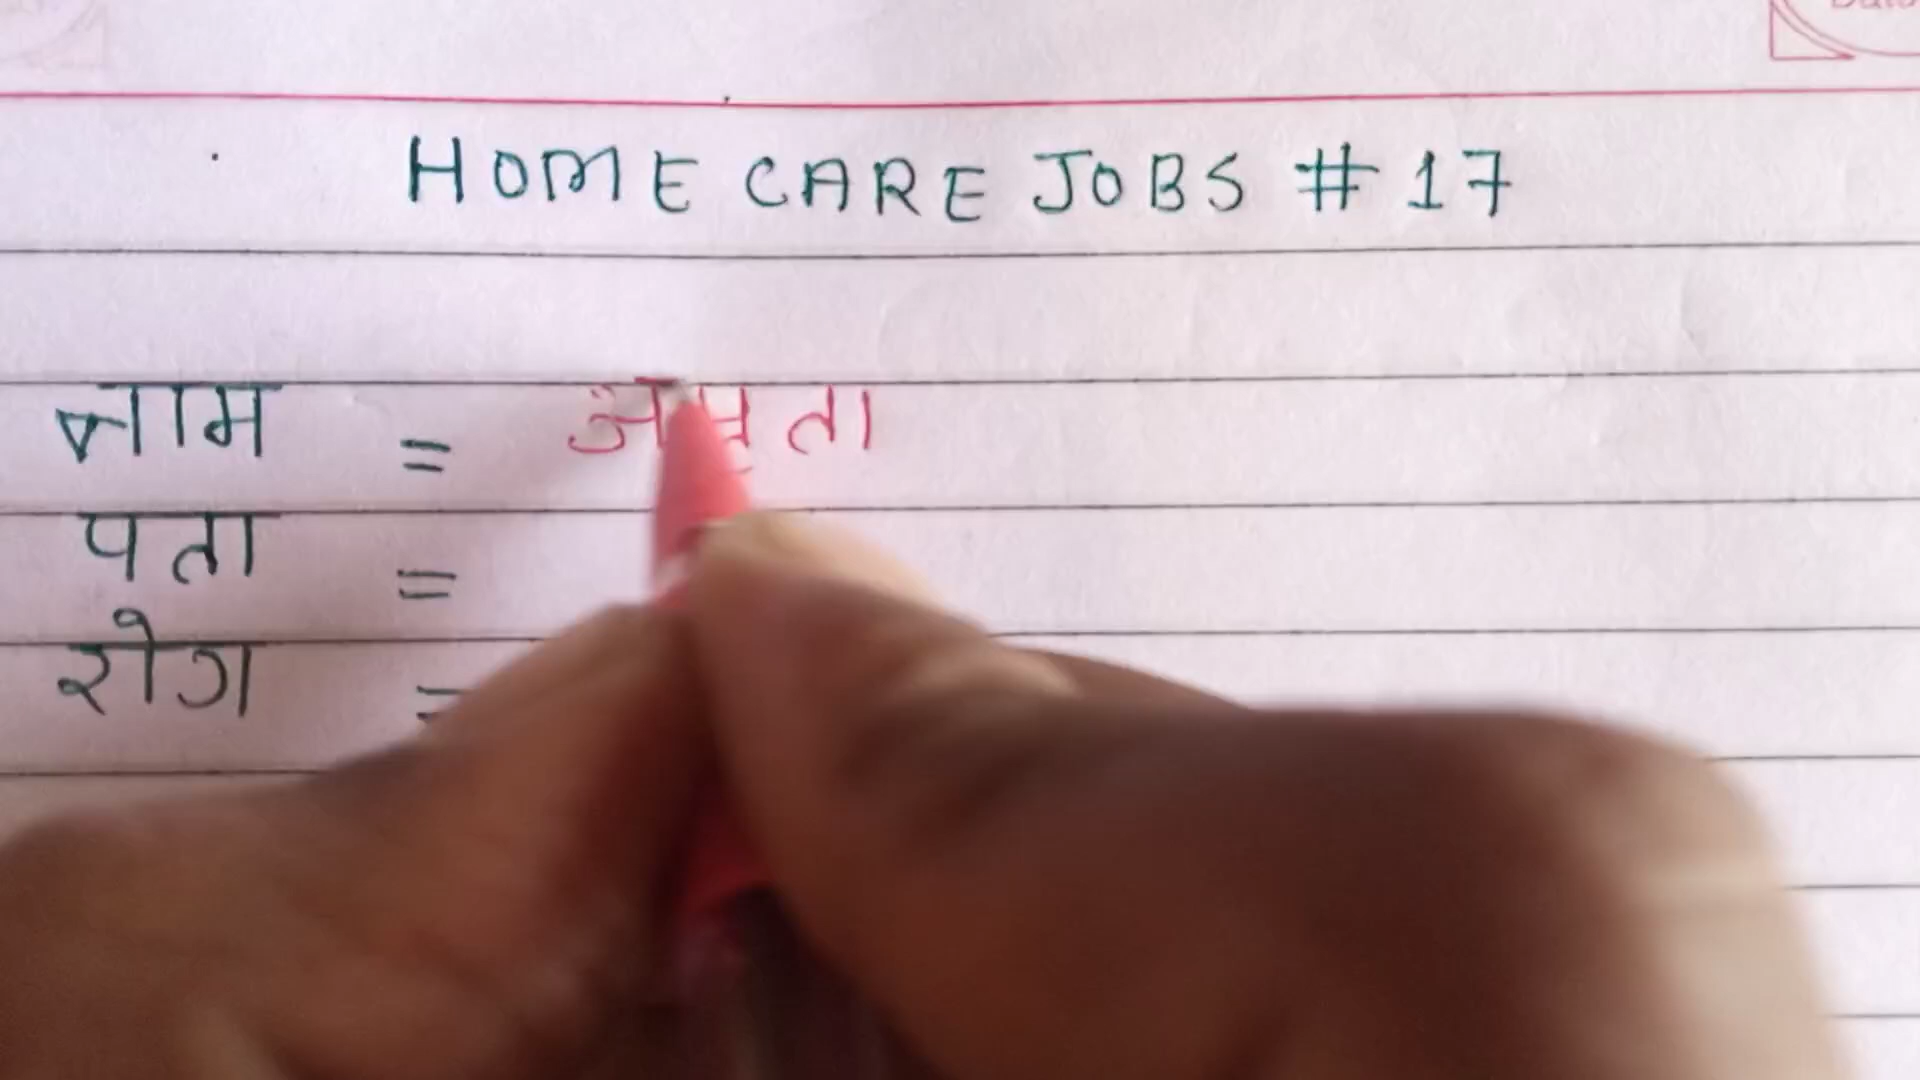 HOME CARE JOBS # 17
नाम =
पता =
रोग =